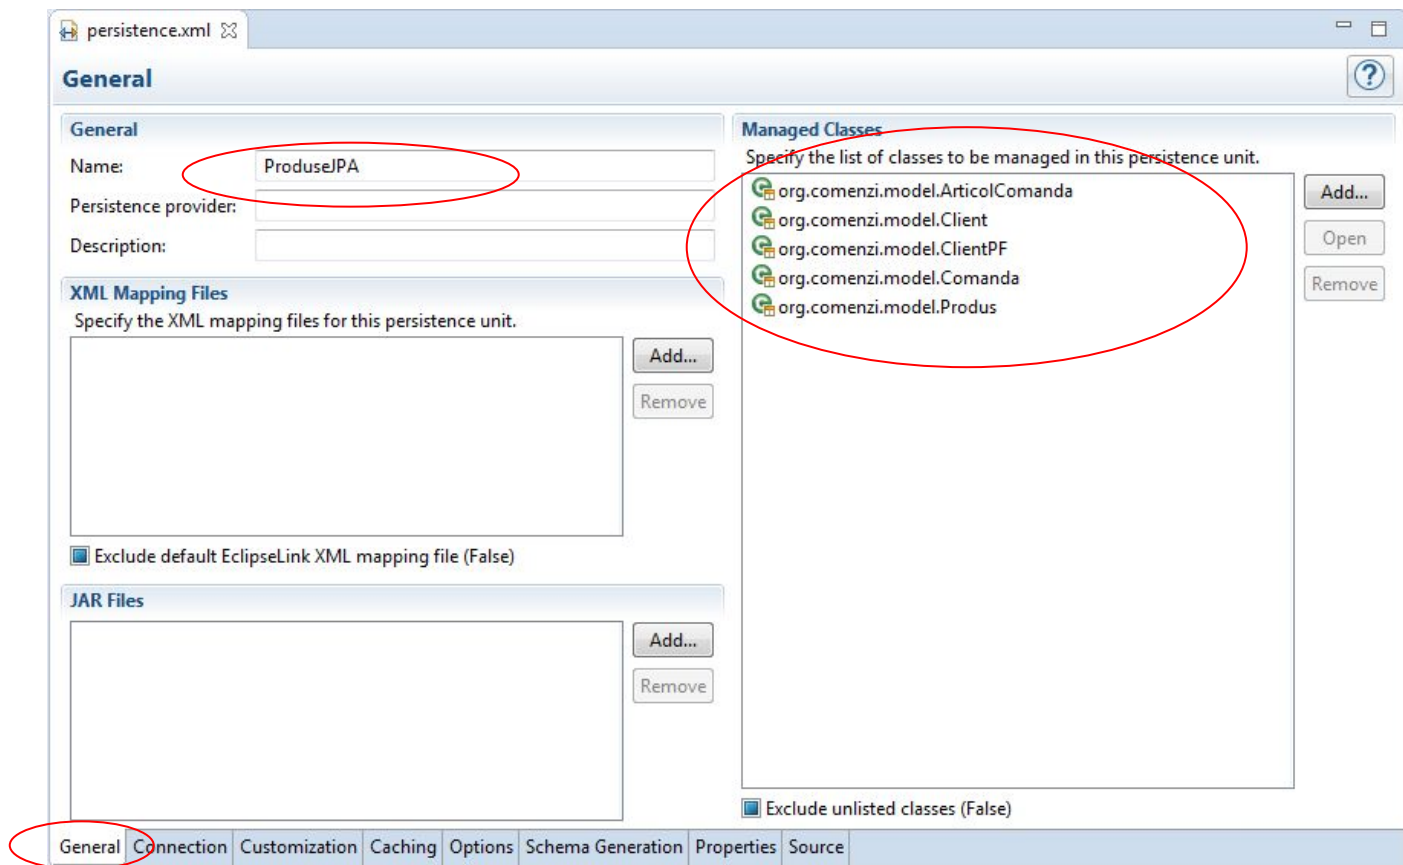 persistence.xml
General
General
Name: ProduseJPA
Persistence provider:
Description:
XML Mapping Files
Specify the XML mapping files for this persistence unit.
Add...
Remove
Exclude default EclipseLink XML mapping file (False)
JAR Files
Add...
Remove
Managed Classes
Specify the list of classes to be managed in this persistence unit.
org.comenzi.model.ArticolComanda
org.comenzi.model.Client
org.comenzi.model.ClientPF
org.comenzi.model.Comanda
org.comenzi.model.Produs
Add...
Open
Remove
Exclude unlisted classes (False)
General Connection Customization Caching Options Schema Generation Properties Source